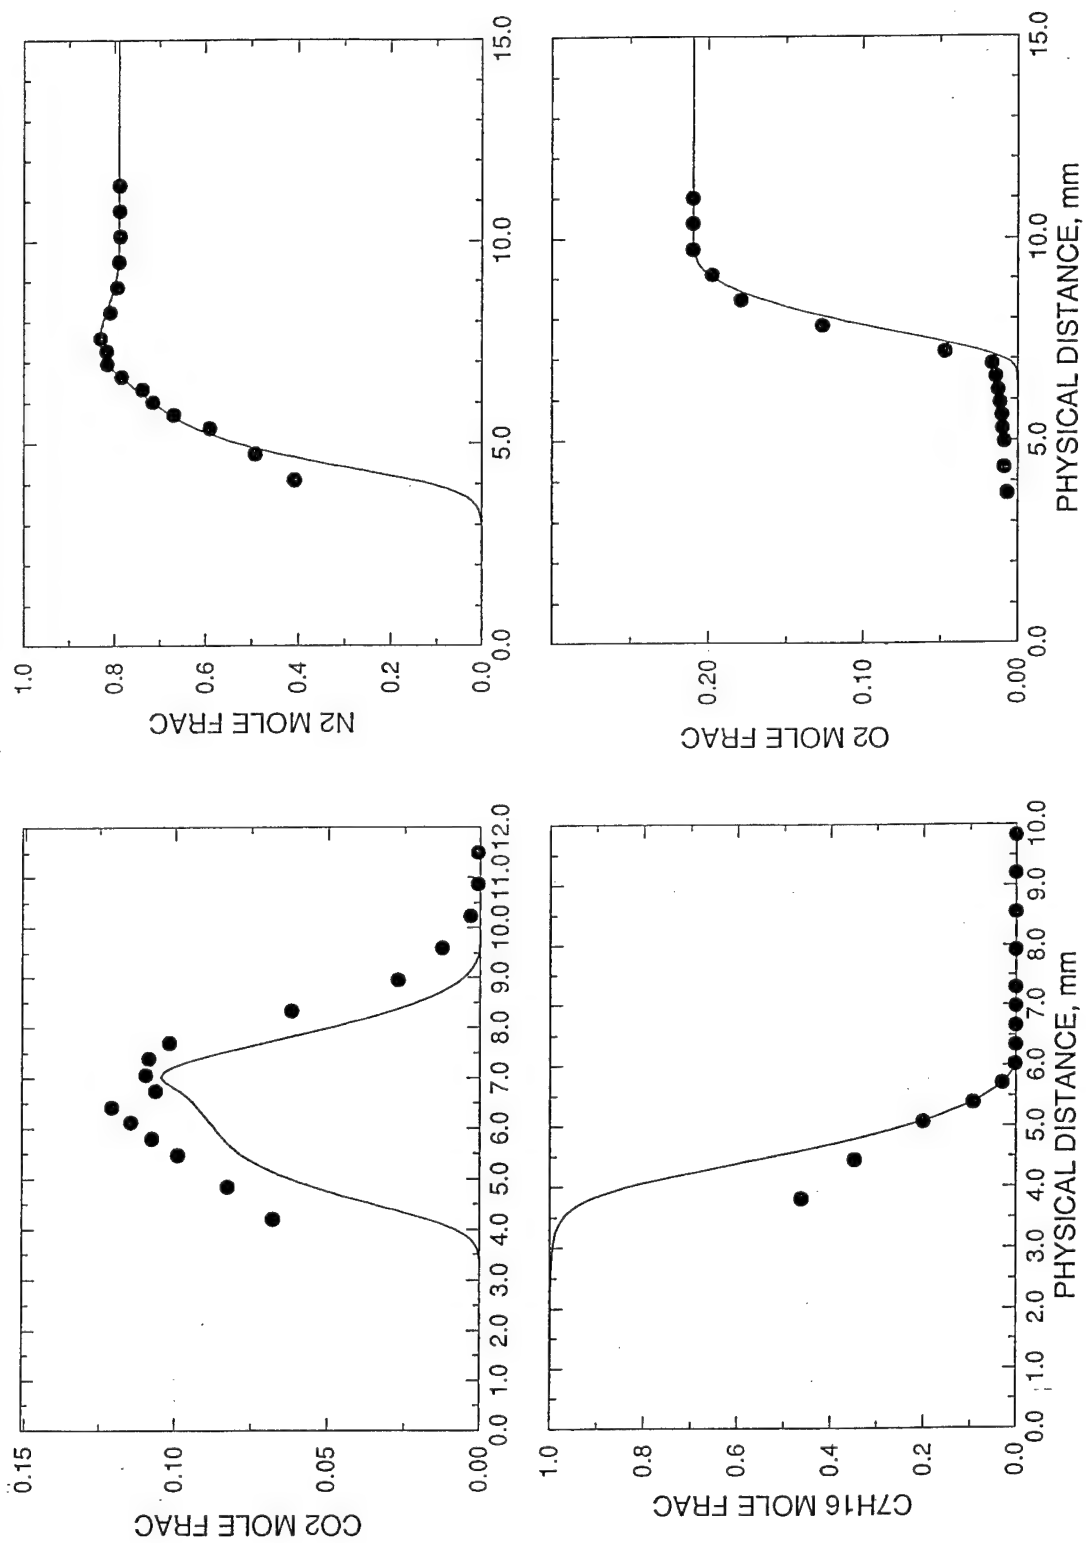 CO2 MOLE FRAC
0.15
0.10
0.05
0.00
0.0 1.0 2.0 3.0 4.0 5.0 6.0 7.0 8.0 9.0 10.0 11.0 12.0
N2 MOLE FRAC
1.0
0.8
0.6
0.4
0.2
0.0
0.0 5.0 10.0 15.0
C7H16 MOLE FRAC
1.0
0.8
0.6
0.4
0.2
0.0
0.0 1.0 2.0 3.0 4.0 5.0 6.0 7.0 8.0 9.0 10.0
PHYSICAL DISTANCE, mm
O2 MOLE FRAC
0.20
0.10
0.00
0.0 5.0 10.0 15.0
PHYSICAL DISTANCE, mm